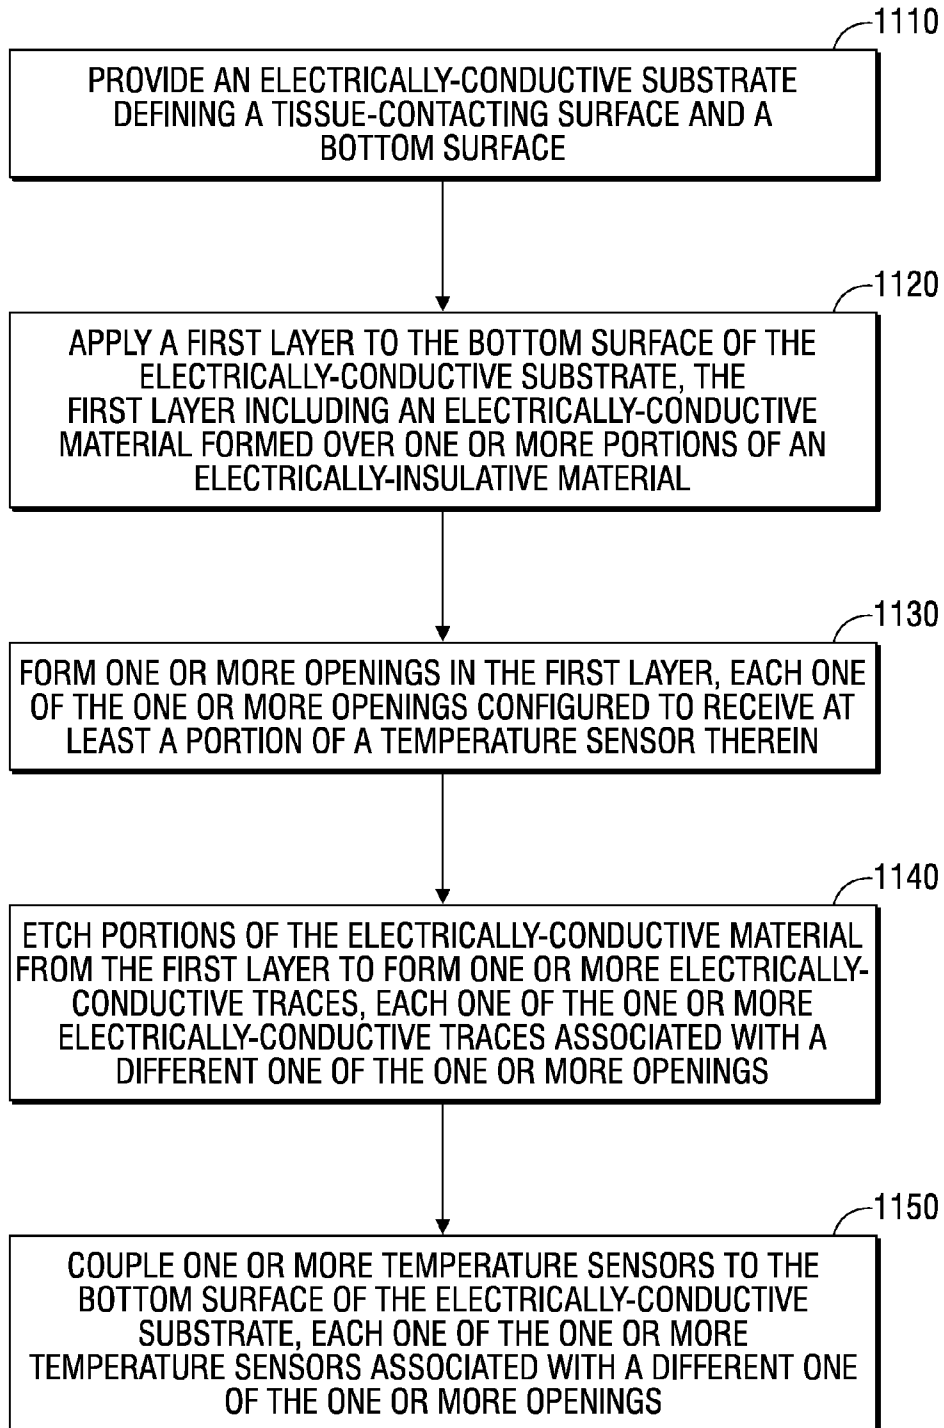 1110
PROVIDE AN ELECTRICALLY-CONDUCTIVE SUBSTRATE
DEFINING A TISSUE-CONTACTING SURFACE AND A
BOTTOM SURFACE
1120
APPLY A FIRST LAYER TO THE BOTTOM SURFACE OF THE
ELECTRICALLY-CONDUCTIVE SUBSTRATE, THE
FIRST LAYER INCLUDING AN ELECTRICALLY-CONDUCTIVE
MATERIAL FORMED OVER ONE OR MORE PORTIONS OF AN
ELECTRICALLY-INSULATIVE MATERIAL
1130
FORM ONE OR MORE OPENINGS IN THE FIRST LAYER, EACH ONE
OF THE ONE OR MORE OPENINGS CONFIGURED TO RECEIVE AT
LEAST A PORTION OF A TEMPERATURE SENSOR THEREIN
1140
ETCH PORTIONS OF THE ELECTRICALLY-CONDUCTIVE MATERIAL
FROM THE FIRST LAYER TO FORM ONE OR MORE ELECTRICALLY-
CONDUCTIVE TRACES, EACH ONE OF THE ONE OR MORE
ELECTRICALLY-CONDUCTIVE TRACES ASSOCIATED WITH A
DIFFERENT ONE OF THE ONE OR MORE OPENINGS
1150
COUPLE ONE OR MORE TEMPERATURE SENSORS TO THE
BOTTOM SURFACE OF THE ELECTRICALLY-CONDUCTIVE
SUBSTRATE, EACH ONE OF THE ONE OR MORE
TEMPERATURE SENSORS ASSOCIATED WITH A DIFFERENT ONE
OF THE ONE OR MORE OPENINGS